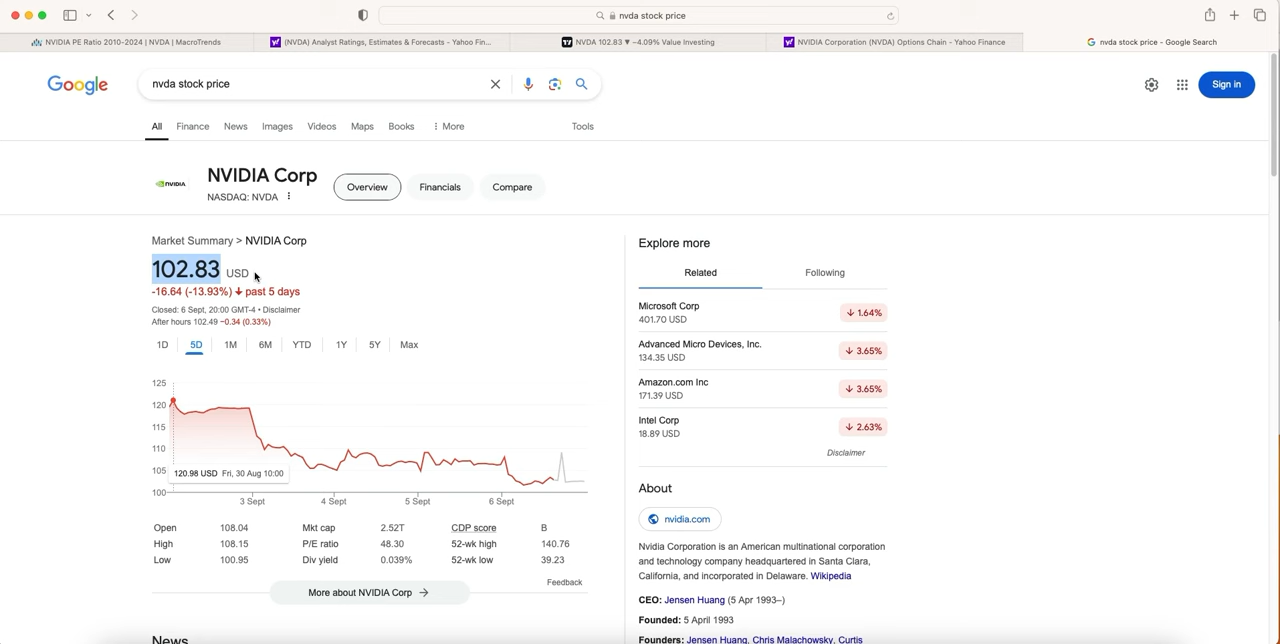 nvda stock price
NVIDIA PE Ratio 2010-2024 | NVDA | MacroTrends
(NVDA) Analyst Ratings, Estimates & Forecasts - Yahoo Fin...
NVDA 102.83 ▼ −4.09% Value Investing
NVIDIA Corporation (NVDA) Options Chain - Yahoo Finance
nvda stock price - Google Search
Google
nvda stock price
Sign in
All Finance News Images Videos Maps Books More Tools
NVIDIA
NVIDIA Corp
NASDAQ: NVDA
Overview Financials Compare
Market Summary > NVIDIA Corp
102.83 USD
-16.64 (-13.93%) ↓ past 5 days
Closed: 6 Sept, 20:00 GMT-4 • Disclaimer
After hours 102.49 −0.34 (0.33%)
1D 5D 1M 6M YTD 1Y 5Y Max
125
120
115
110
105
100
120.98 USD Fri, 30 Aug 10:00
3 Sept 4 Sept 5 Sept 6 Sept
Open 108.04 Mkt cap 2.52T CDP score B
High 108.15 P/E ratio 48.30 52-wk high 140.76
Low 100.95 Div yield 0.039% 52-wk low 39.23
Feedback
More about NVIDIA Corp →
News
Explore more
Related Following
Microsoft Corp
401.70 USD
↓ 1.64%
Advanced Micro Devices, Inc.
134.35 USD
↓ 3.65%
Amazon.com Inc
171.39 USD
↓ 3.65%
Intel Corp
18.89 USD
↓ 2.63%
Disclaimer
About
nvidia.com
Nvidia Corporation is an American multinational corporation
and technology company headquartered in Santa Clara,
California, and incorporated in Delaware. Wikipedia
CEO: Jensen Huang (5 Apr 1993–)
Founded: 5 April 1993
Founders: Jensen Huang, Chris Malachowsky, Curtis